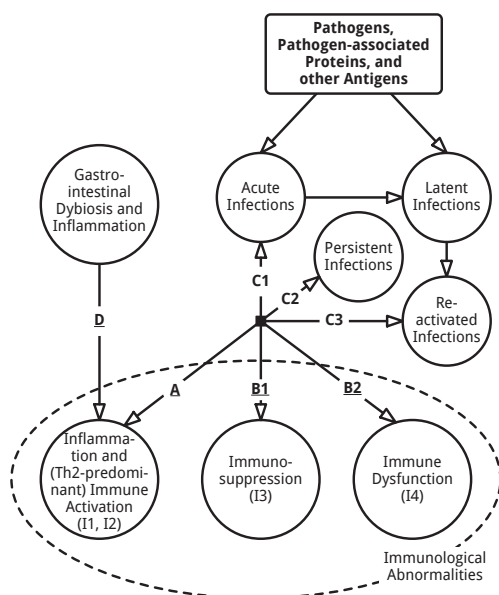 Pathogens,
Pathogen-associated
Proteins, and
other Antigens
Gastro-
intestinal
Dybiosis and
Inflammation
Acute
Infections
Latent
Infections
Persistent
Infections
C1
C2
C3
Re-
activated
Infections
D
A
B1
B2
Inflamma-
tion and
(Th2-predomi-
nant) Immune
Activation
(I1, I2)
Immuno-
suppression
(I3)
Immune
Dysfunction
(I4)
Immunological
Abnormalities